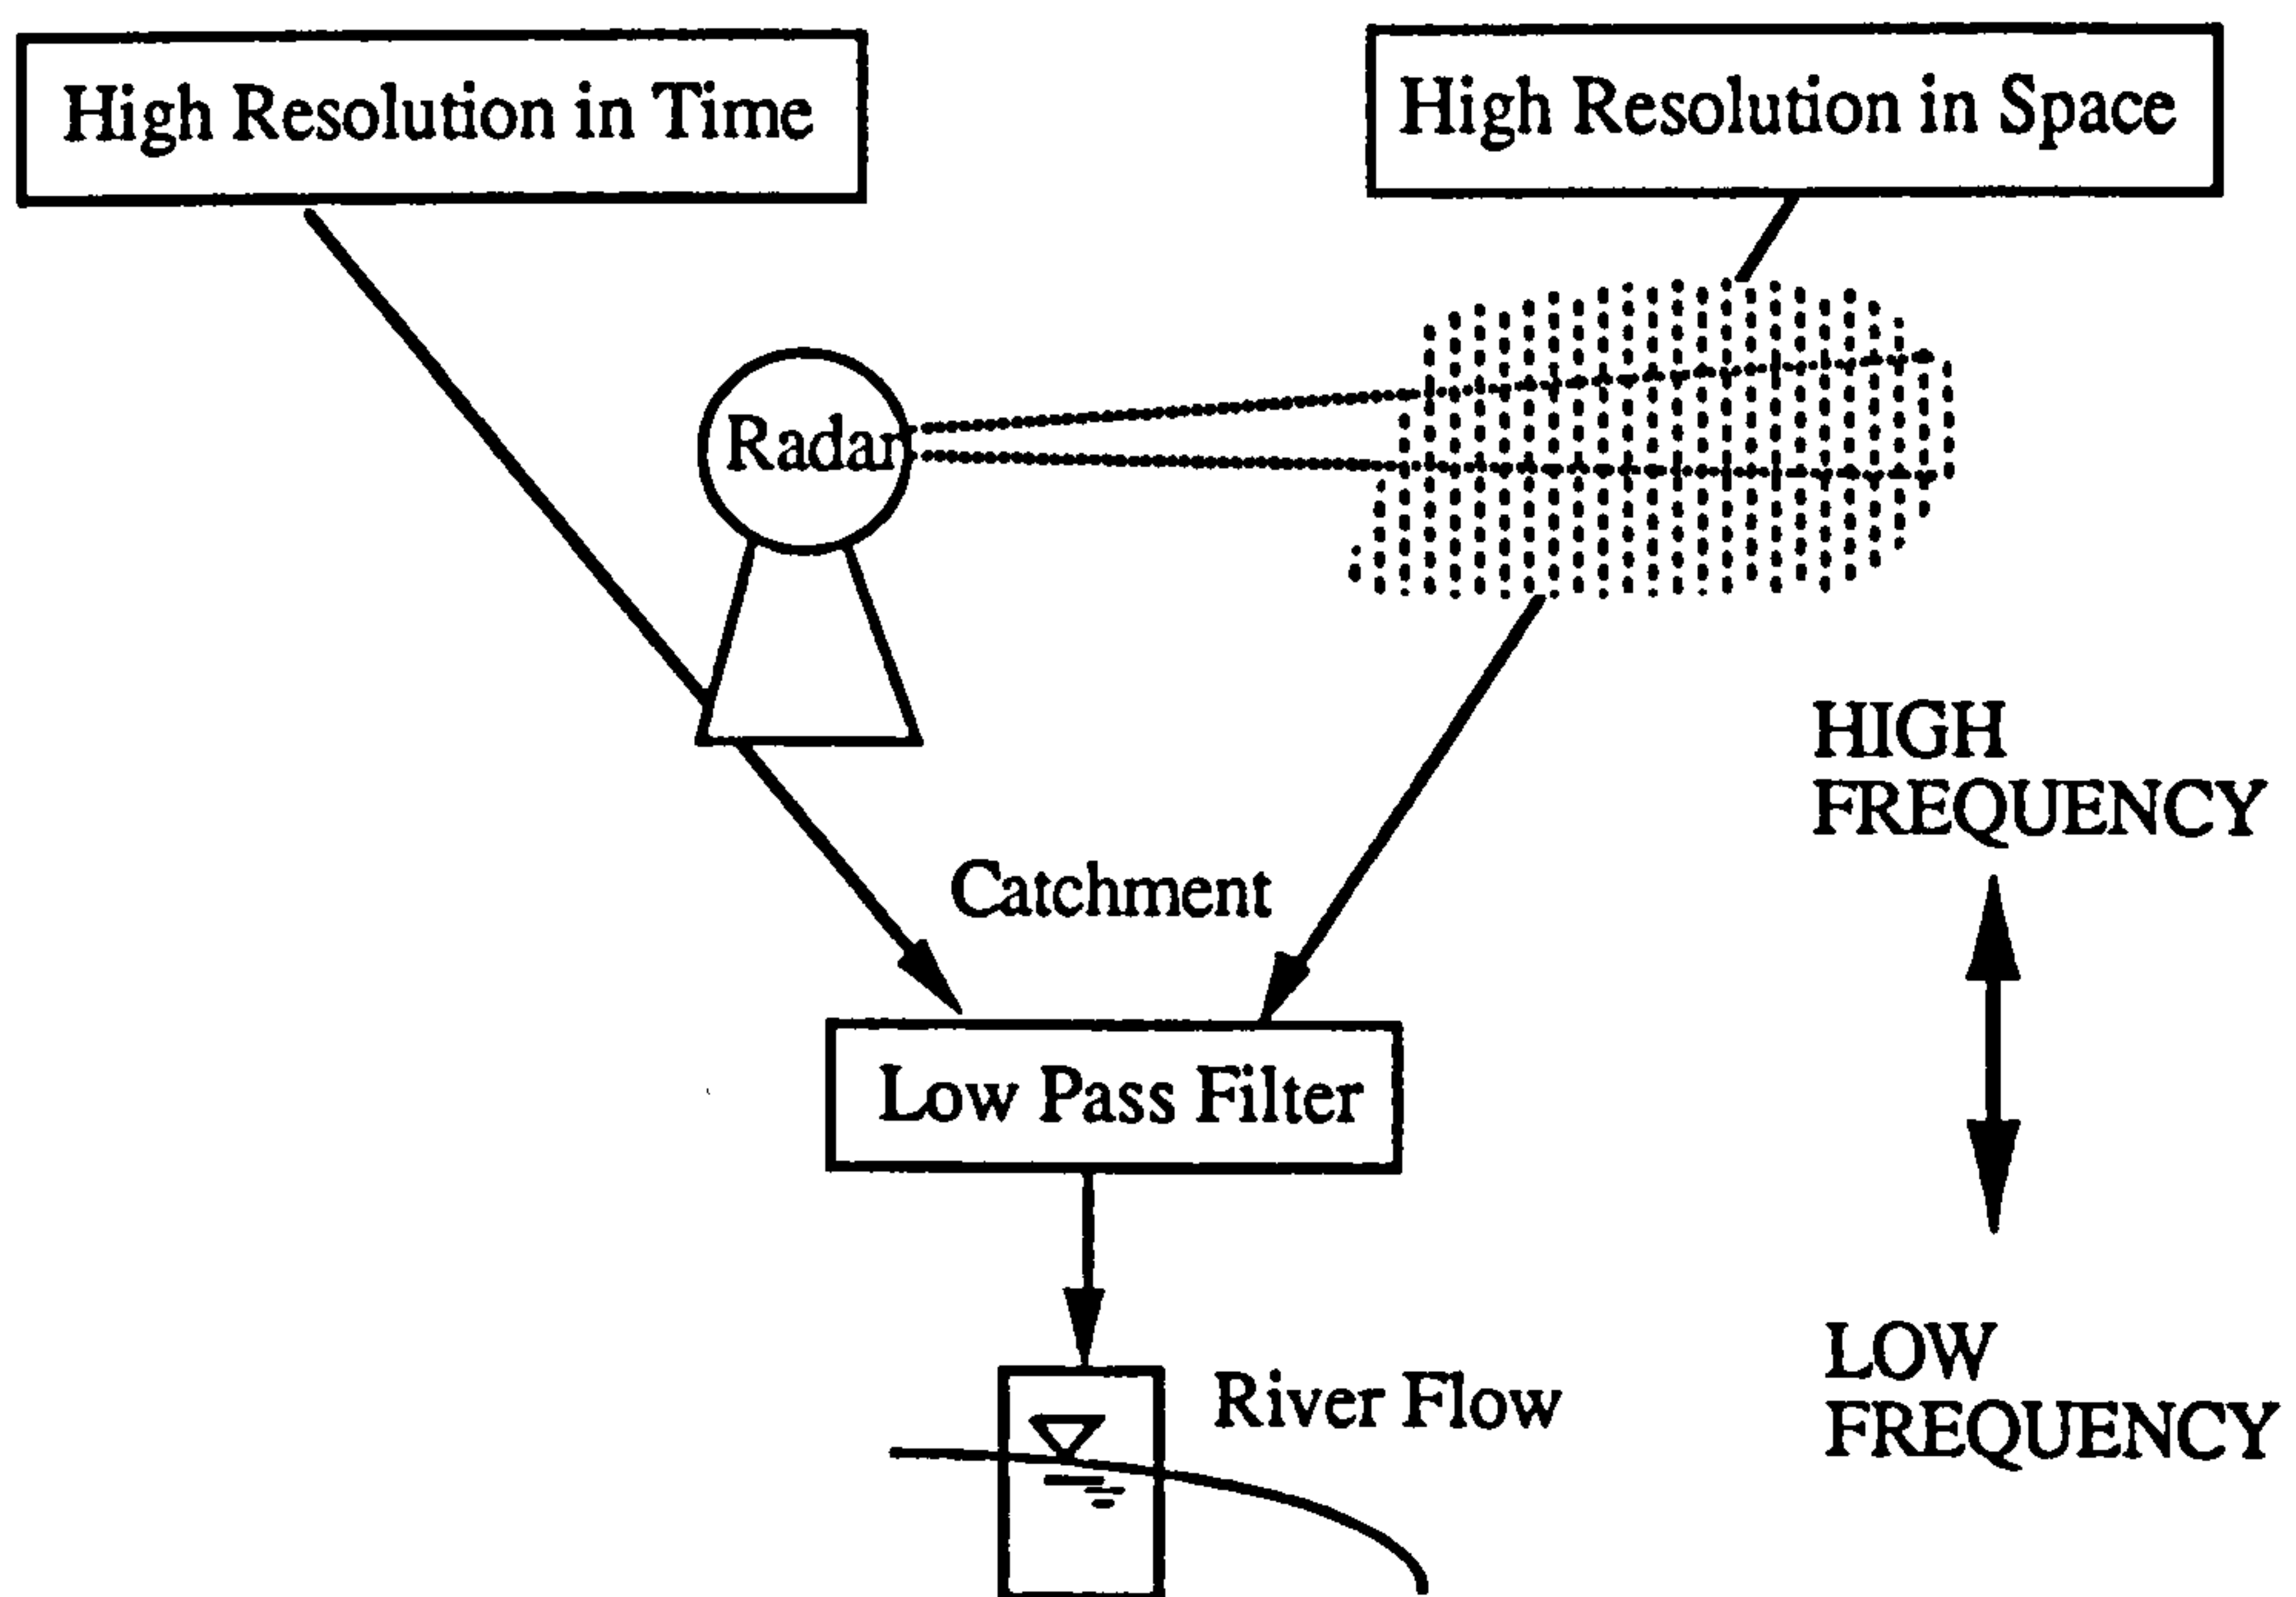 High Resolution in Time
High Resolution in Space
Radar
HIGH
FREQUENCY
Catchment
Low Pass Filter
River Flow
LOW
FREQUENCY